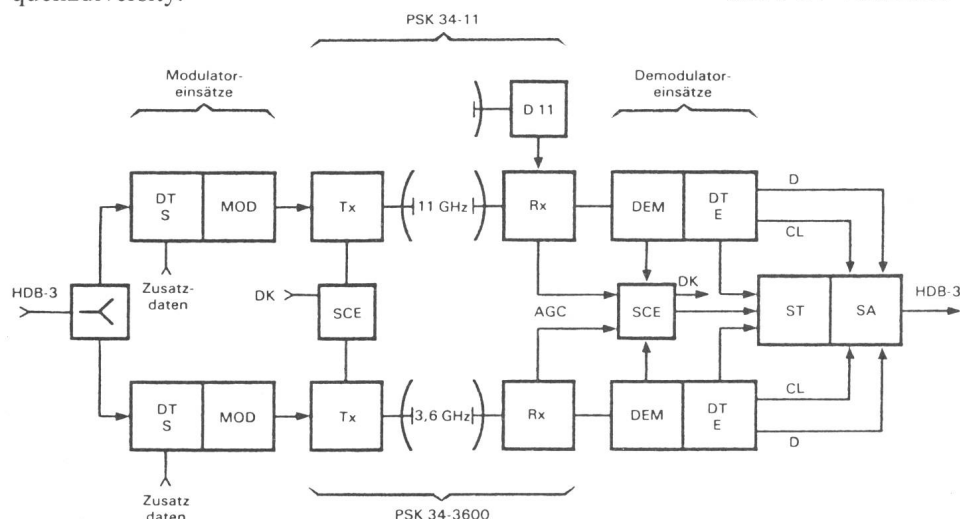 quenzdiversity.
PSK 34-11
Modulator-
einsätze
Demodulator-
einsätze
D 11
DT
S
MOD
Tx
11 GHz
Rx
DEM
DT
E
D
CL
Zusatz-
daten
HDB-3
DK
SCE
AGC
SCE
DK
ST
SA
HDB-3
DT
S
MOD
Tx
3,6 GHz
Rx
DEM
DT
E
CL
D
Zusatz
daten
PSK 34-3600